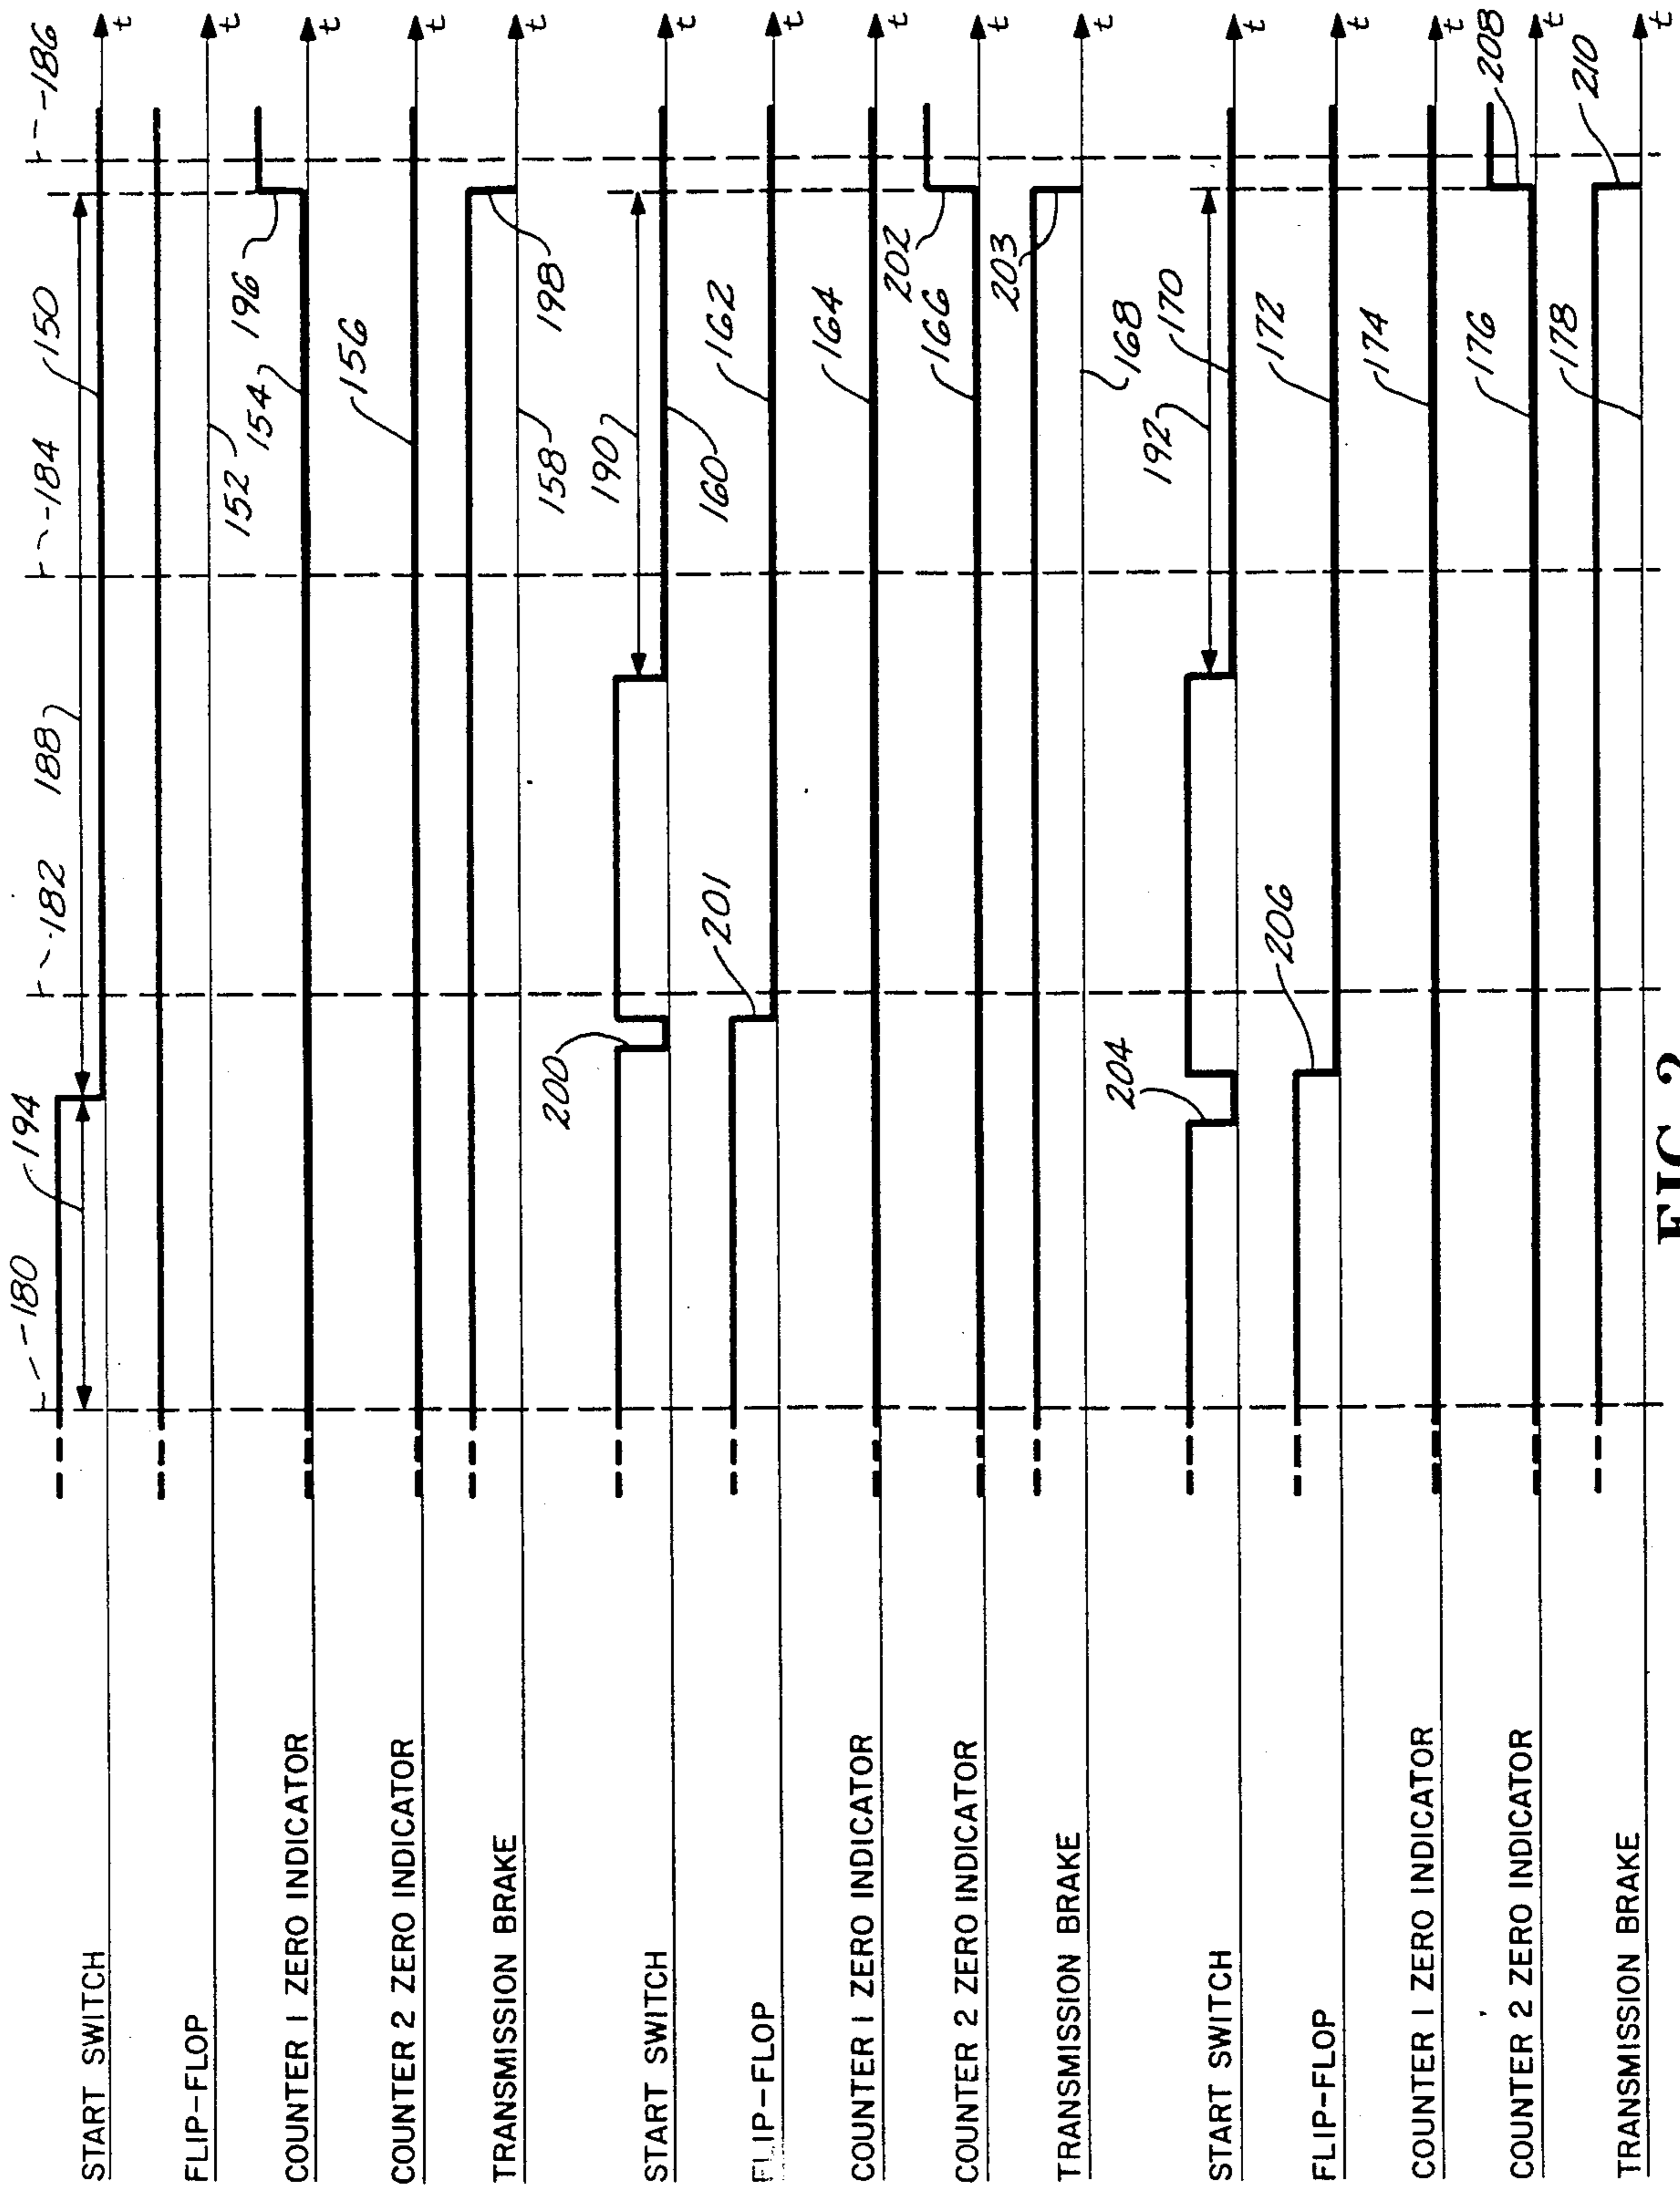 180 194 182 188 184 150 186
START SWITCH t
FLIP-FLOP 152 t
154 196
COUNTER 1 ZERO INDICATOR t
156
COUNTER 2 ZERO INDICATOR t
TRANSMISSION BRAKE t
158 198
190
200
START SWITCH t
160
201 162
FLIP-FLOP t
164
COUNTER 1 ZERO INDICATOR t
202
166
COUNTER 2 ZERO INDICATOR t
203
TRANSMISSION BRAKE t
168
204 192 170
START SWITCH t
206 172
FLIP-FLOP t
174
COUNTER 1 ZERO INDICATOR t
176 208
COUNTER 2 ZERO INDICATOR t
178 210
TRANSMISSION BRAKE t
FIG 2